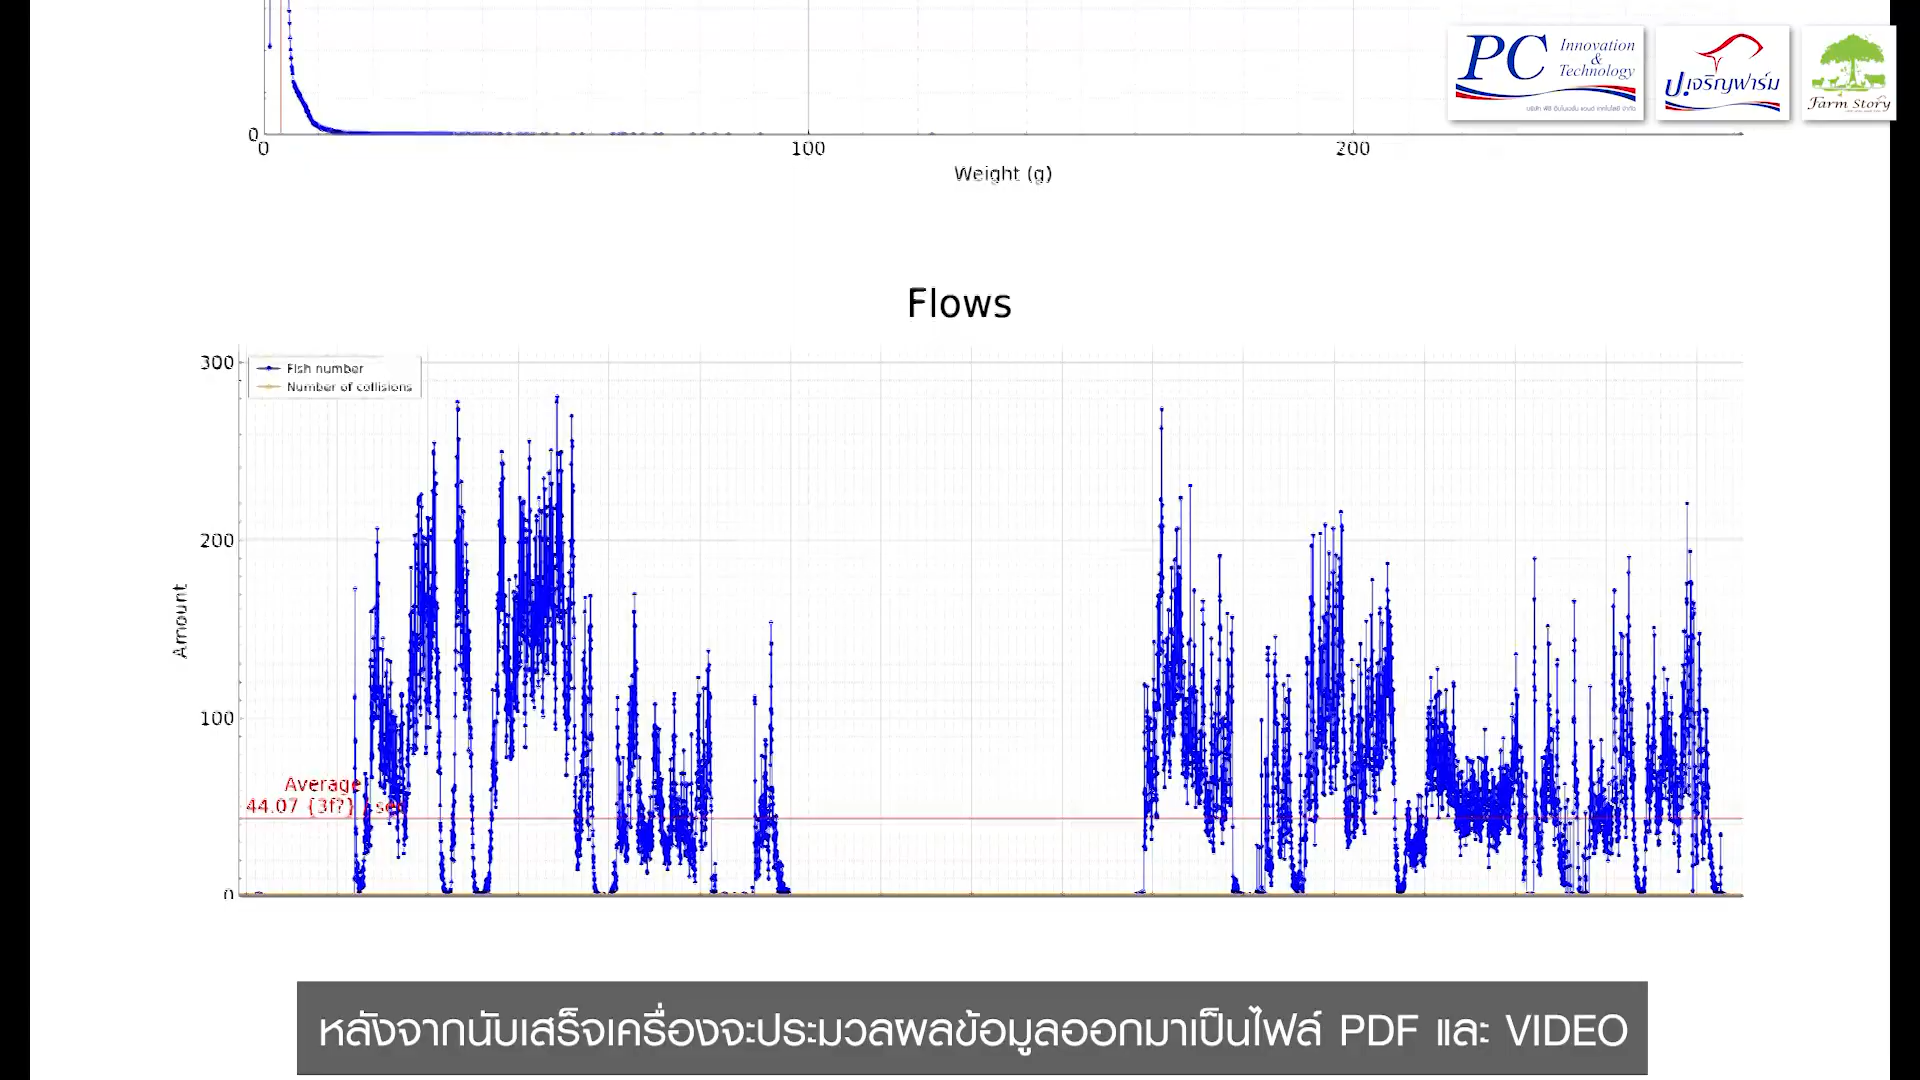 PC Innovation
&
Technology
ป.เจริญฟาร์ม
Farm Story
0
0 100 200
Weight (g)
Flows
300
Fish number
Number of collisions
200
Amount
100
Average
44.07 {3f?} / sec
0
หลังจากนับเสร็จเครื่องจะประมวลผลข้อมูลออกมาเป็นไฟล์ PDF และ VIDEO